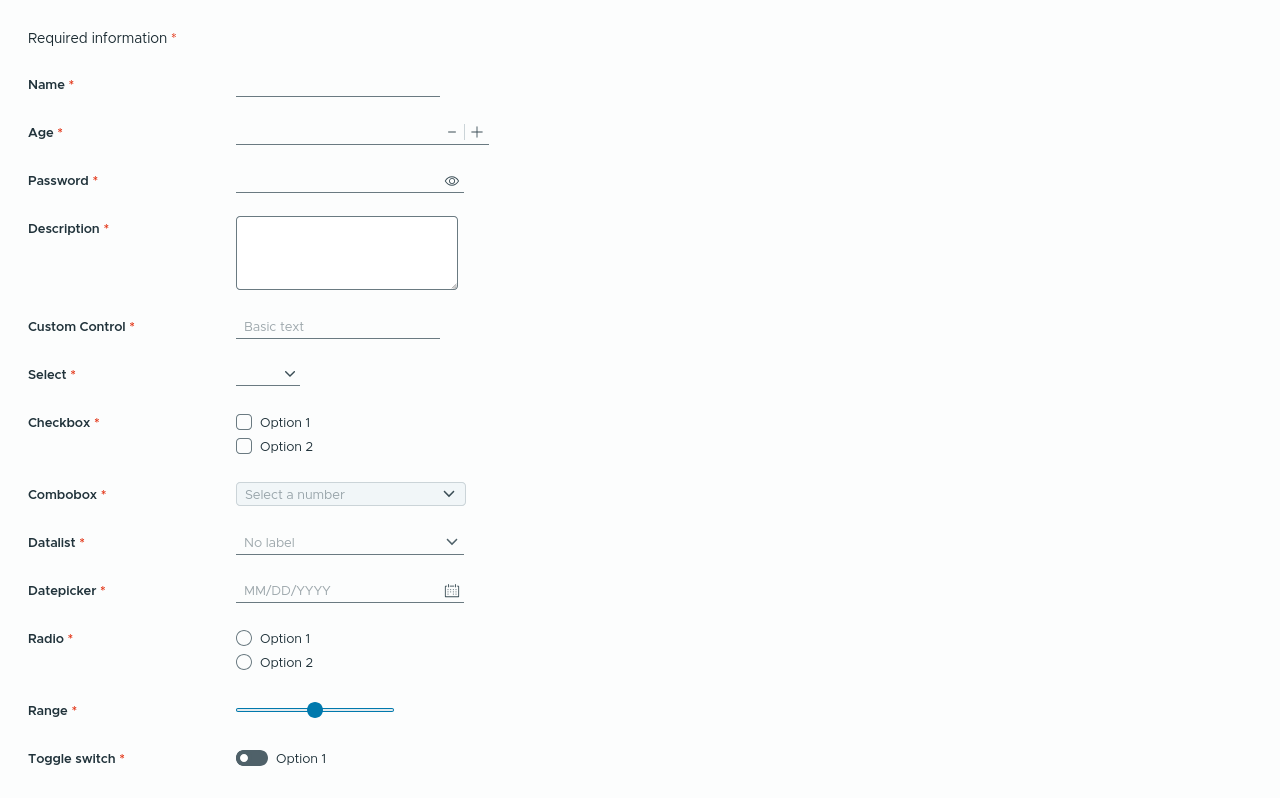 Required information *
Name *
Age *
Password *
Description *
Custom Control * Basic text
Select *
Checkbox * Option 1
Option 2
Combobox * Select a number
Datalist * No label
Datepicker * MM/DD/YYYY
Radio * Option 1
Option 2
Range *
Toggle switch * Option 1